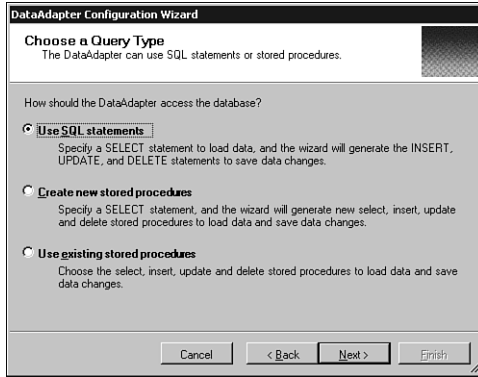 DataAdapter Configuration Wizard
Choose a Query Type
The DataAdapter can use SQL statements or stored procedures.
How should the DataAdapter access the database?
Use SQL statements
Specify a SELECT statement to load data, and the wizard will generate the INSERT,
UPDATE, and DELETE statements to save data changes.
Create new stored procedures
Specify a SELECT statement, and the wizard will generate new select, insert, update
and delete stored procedures to load data and save data changes.
Use existing stored procedures
Choose the select, insert, update and delete stored procedures to load data and save
data changes.
Cancel < Back Next > Finish